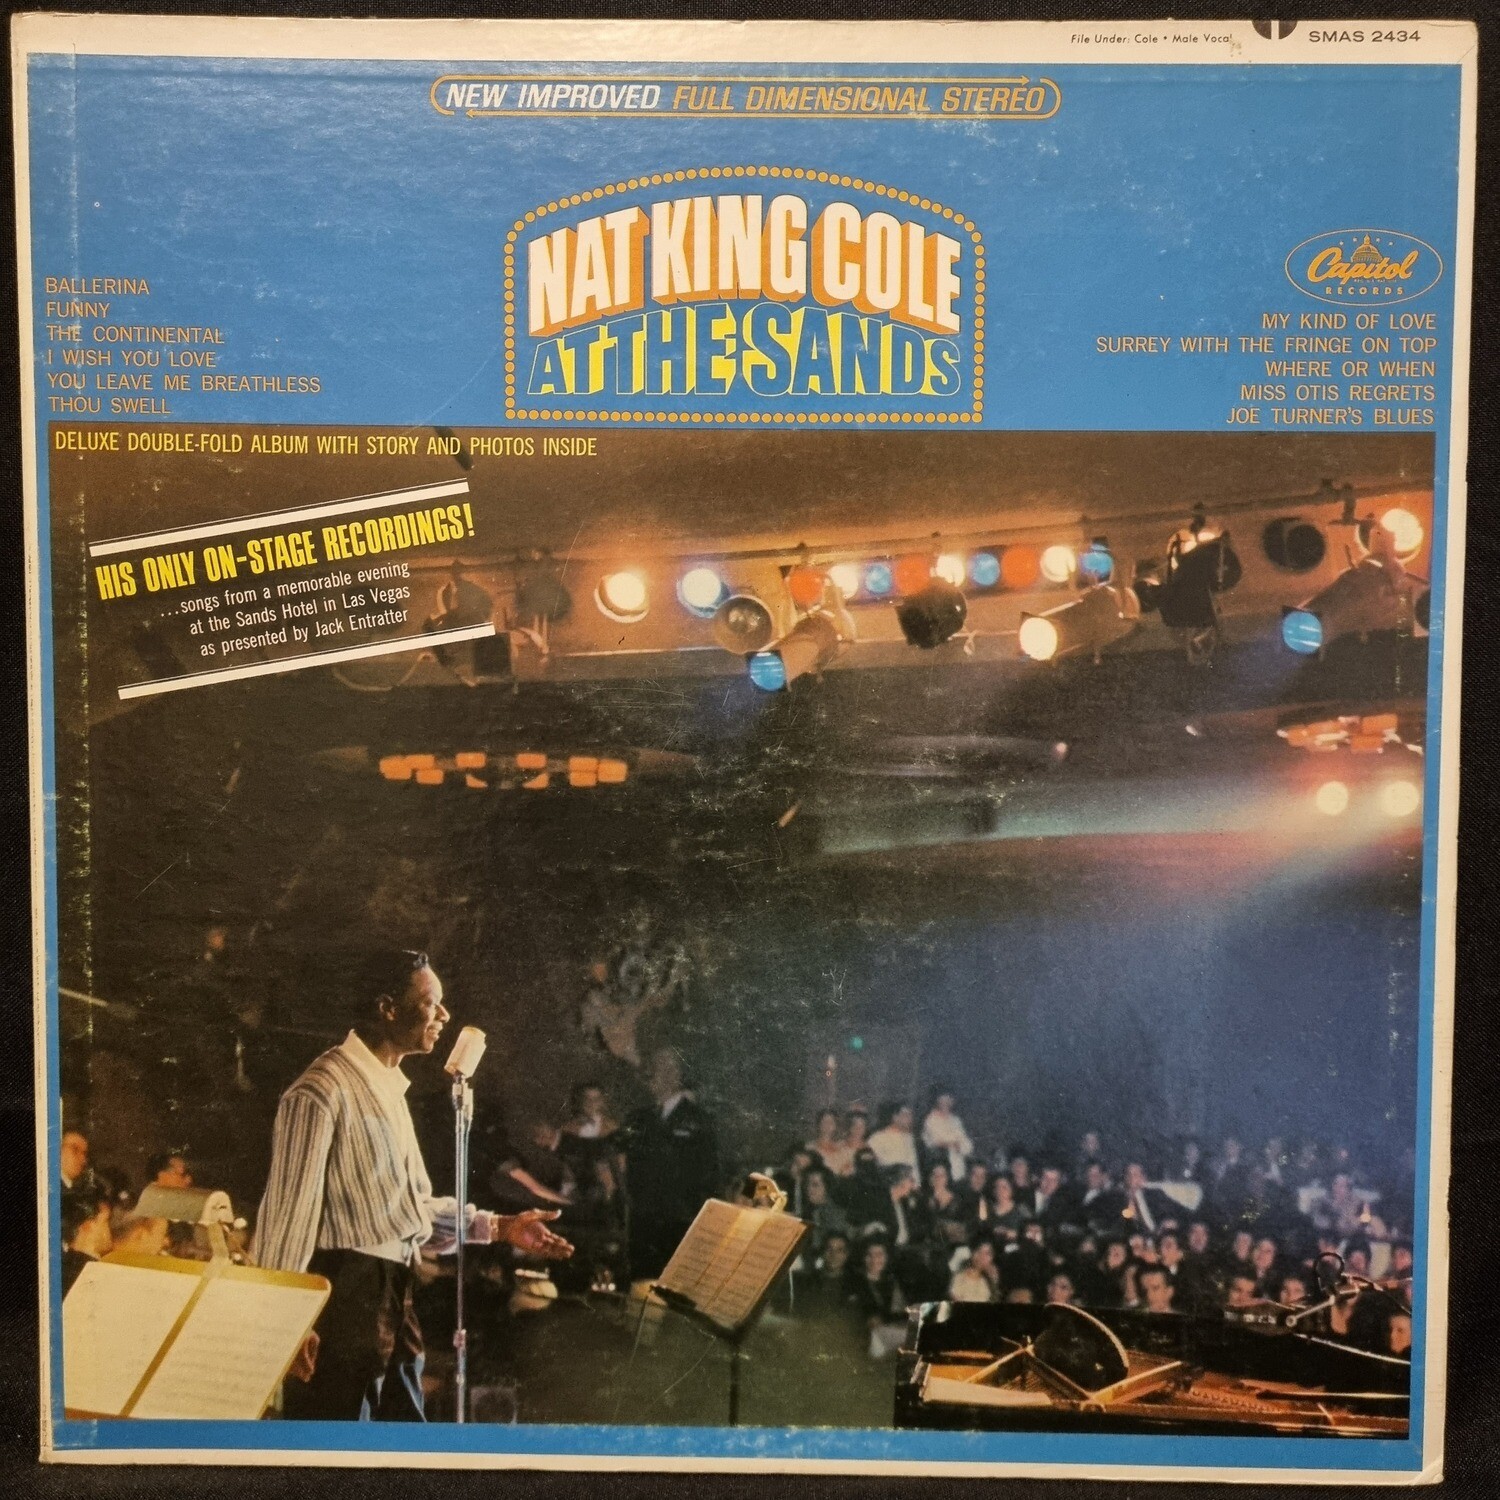 File Under: Cole • Male Vocal
SMAS 2434
NEW IMPROVED FULL DIMENSIONAL STEREO
NAT KING COLE
AT THE SANDS
BALLERINA
FUNNY
THE CONTINENTAL
I WISH YOU LOVE
YOU LEAVE ME BREATHLESS
THOU SWELL
Capitol
RECORDS
MY KIND OF LOVE
SURREY WITH THE FRINGE ON TOP
WHERE OR WHEN
MISS OTIS REGRETS
JOE TURNER'S BLUES
DELUXE DOUBLE-FOLD ALBUM WITH STORY AND PHOTOS INSIDE
HIS ONLY ON-STAGE RECORDINGS!
...songs from a memorable evening
at the Sands Hotel in Las Vegas
as presented by Jack Entratter